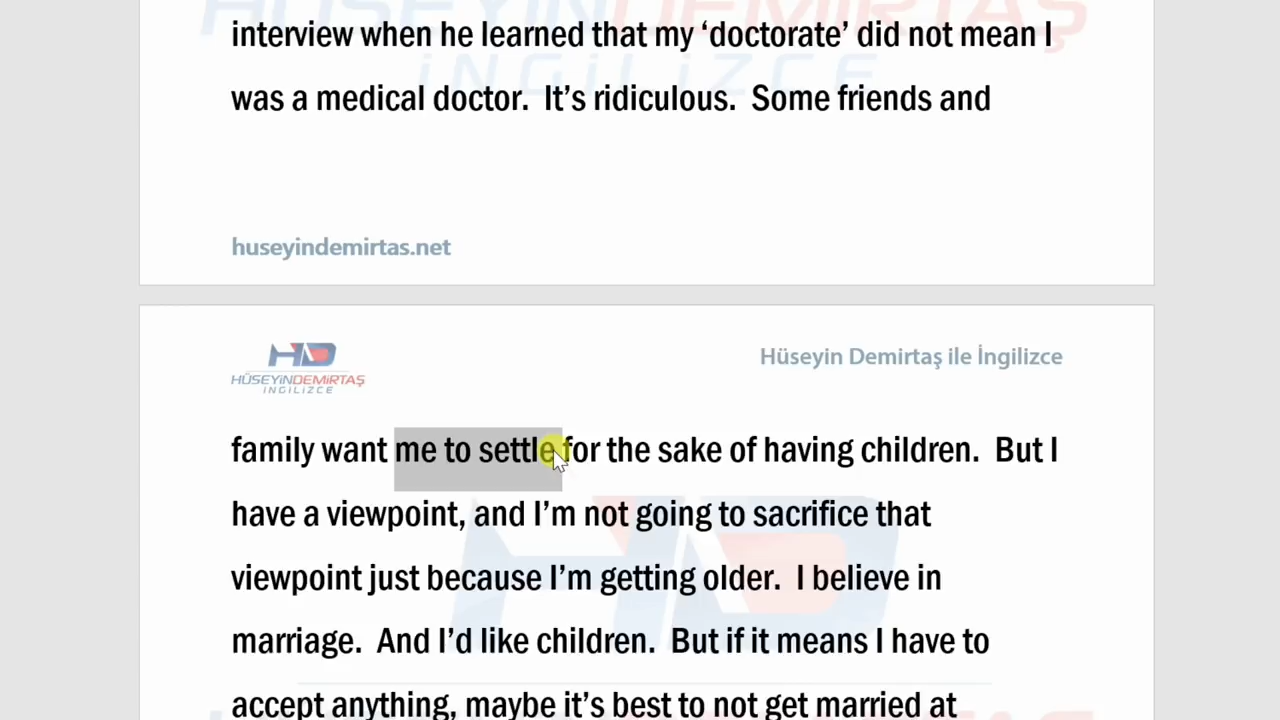 interview when he learned that my ‘doctorate’ did not mean I
was a medical doctor.  It’s ridiculous.  Some friends and
huseyindemirtas.net
HÜSEYİNDEMİRTAŞ
İNGİLİZCE
Hüseyin Demirtaş ile İngilizce
family want me to settle for the sake of having children.  But I
have a viewpoint, and I’m not going to sacrifice that
viewpoint just because I’m getting older.  I believe in
marriage.  And I’d like children.  But if it means I have to
accept anything, maybe it’s best to not get married at